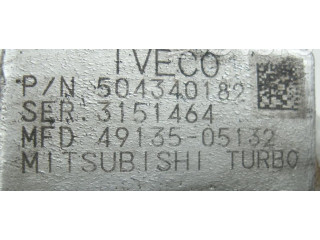 IVECO
P/N 504340182
SER. 3151464
MFD 49135-05132
MITSUBISHI TURBO